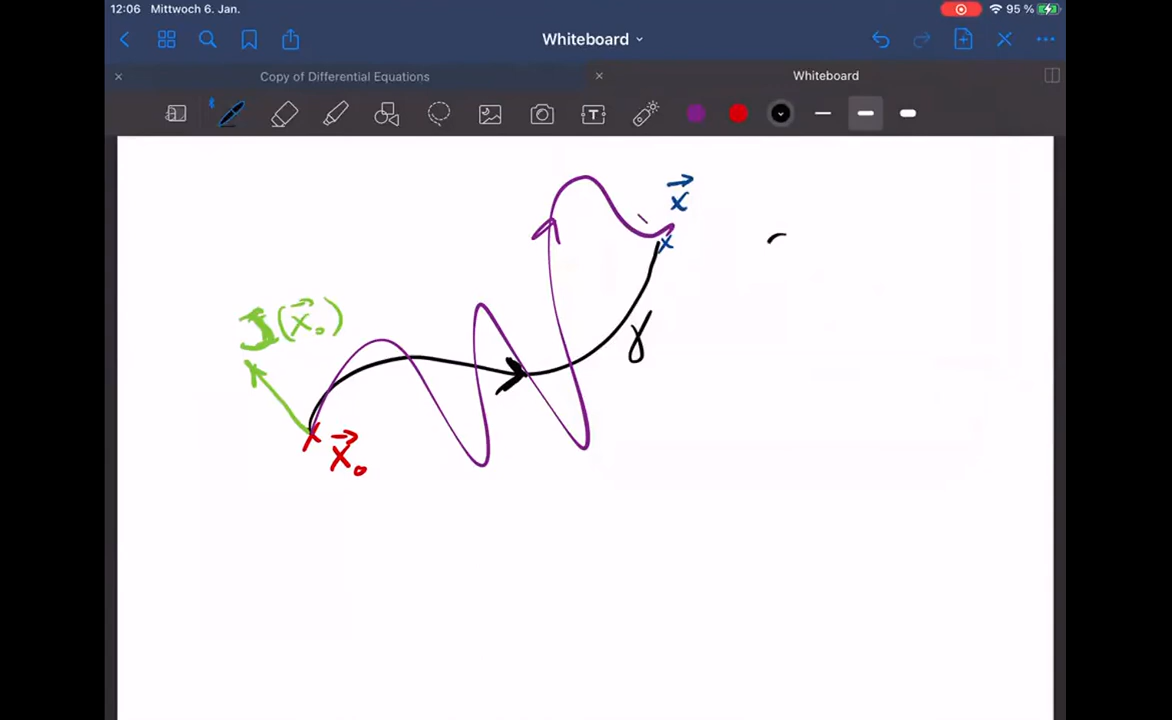 12:06 Mittwoch 6. Jan.
95 %
Whiteboard
Copy of Differential Equations
Whiteboard
T
x⃗
x
J(x⃗₀)
γ
x x⃗₀